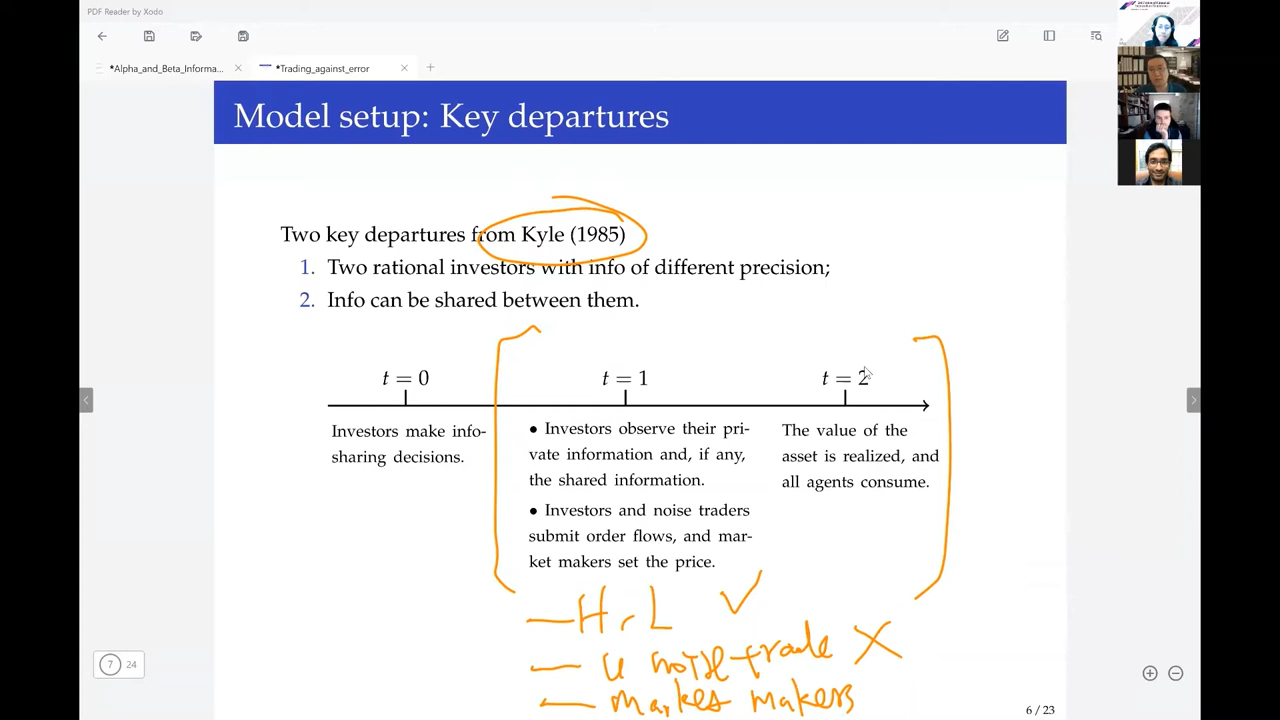 PDF Reader by Xodo
*Alpha_and_Beta_Informa...
*Trading_against_error
Model setup: Key departures
Two key departures from Kyle (1985)
1. Two rational investors with info of different precision;
2. Info can be shared between them.
t = 0
t = 1
t = 2
Investors make info-
sharing decisions.
• Investors observe their pri-
vate information and, if any,
the shared information.
• Investors and noise traders
submit order flows, and mar-
ket makers set the price.
The value of the
asset is realized, and
all agents consume.
— H, L ✓
— u noise trade X
— market makers
7 24
6 / 23